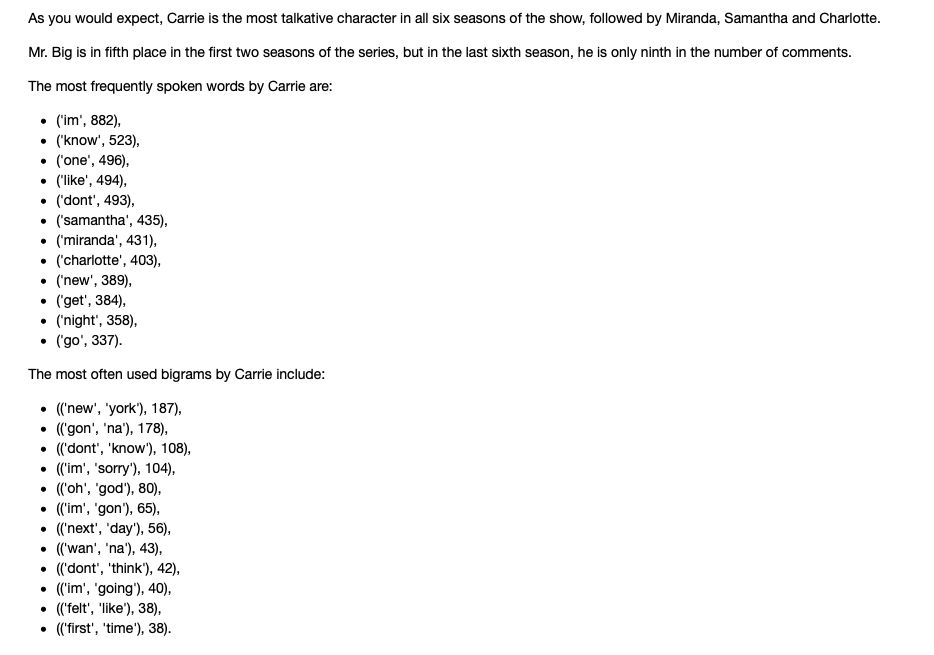 As you would expect, Carrie is the most talkative character in all six seasons of the show, followed by Miranda, Samantha and Charlotte.
Mr. Big is in fifth place in the first two seasons of the series, but in the last sixth season, he is only ninth in the number of comments.
The most frequently spoken words by Carrie are:
• ('im', 882),
• ('know', 523),
• ('one', 496),
• ('like', 494),
• ('dont', 493),
• ('samantha', 435),
• ('miranda', 431),
• ('charlotte', 403),
• ('new', 389),
• ('get', 384),
• ('night', 358),
• ('go', 337).
The most often used bigrams by Carrie include:
• (('new', 'york'), 187),
• (('gon', 'na'), 178),
• (('dont', 'know'), 108),
• (('im', 'sorry'), 104),
• (('oh', 'god'), 80),
• (('im', 'gon'), 65),
• (('next', 'day'), 56),
• (('wan', 'na'), 43),
• (('dont', 'think'), 42),
• (('im', 'going'), 40),
• (('felt', 'like'), 38),
• (('first', 'time'), 38).